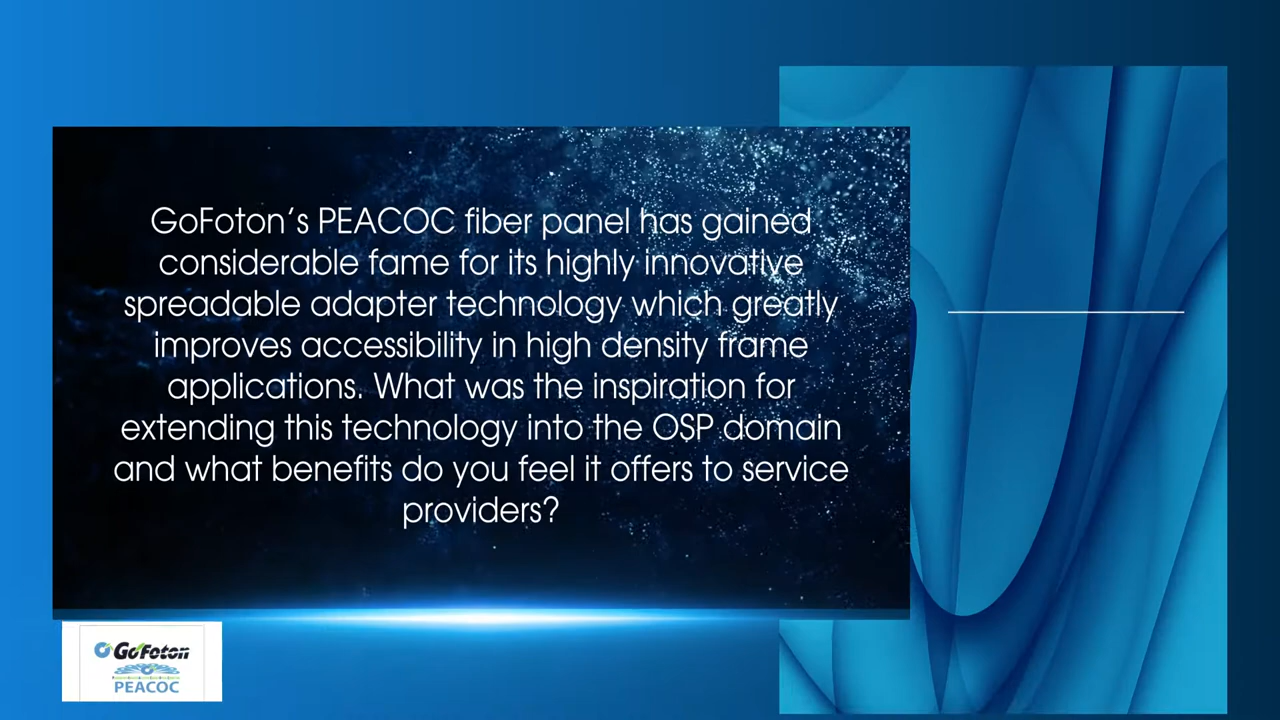 GoFoton’s PEACOC fiber panel has gained
considerable fame for its highly innovative
spreadable adapter technology which greatly
improves accessibility in high density frame
applications. What was the inspiration for
extending this technology into the OSP domain
and what benefits do you feel it offers to service
providers?
GoFoton
PEACOC